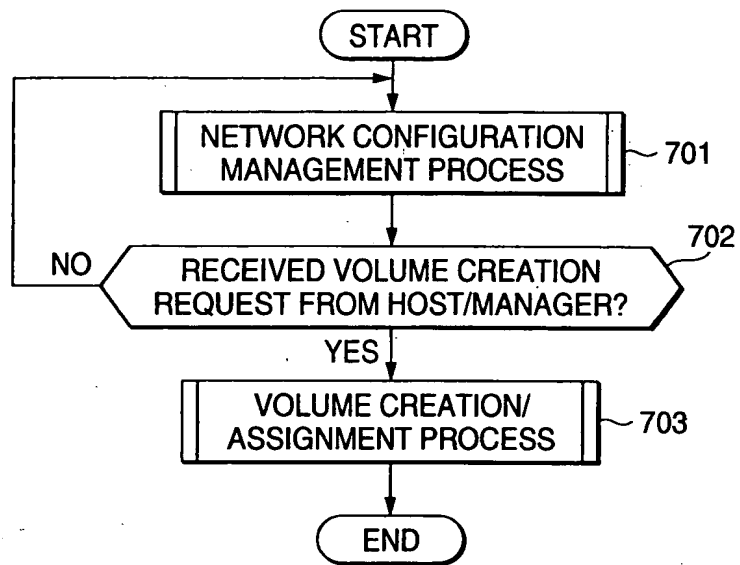 START
NETWORK CONFIGURATION
MANAGEMENT PROCESS
701
702
NO
RECEIVED VOLUME CREATION
REQUEST FROM HOST/MANAGER?
YES
VOLUME CREATION/
ASSIGNMENT PROCESS
703
END